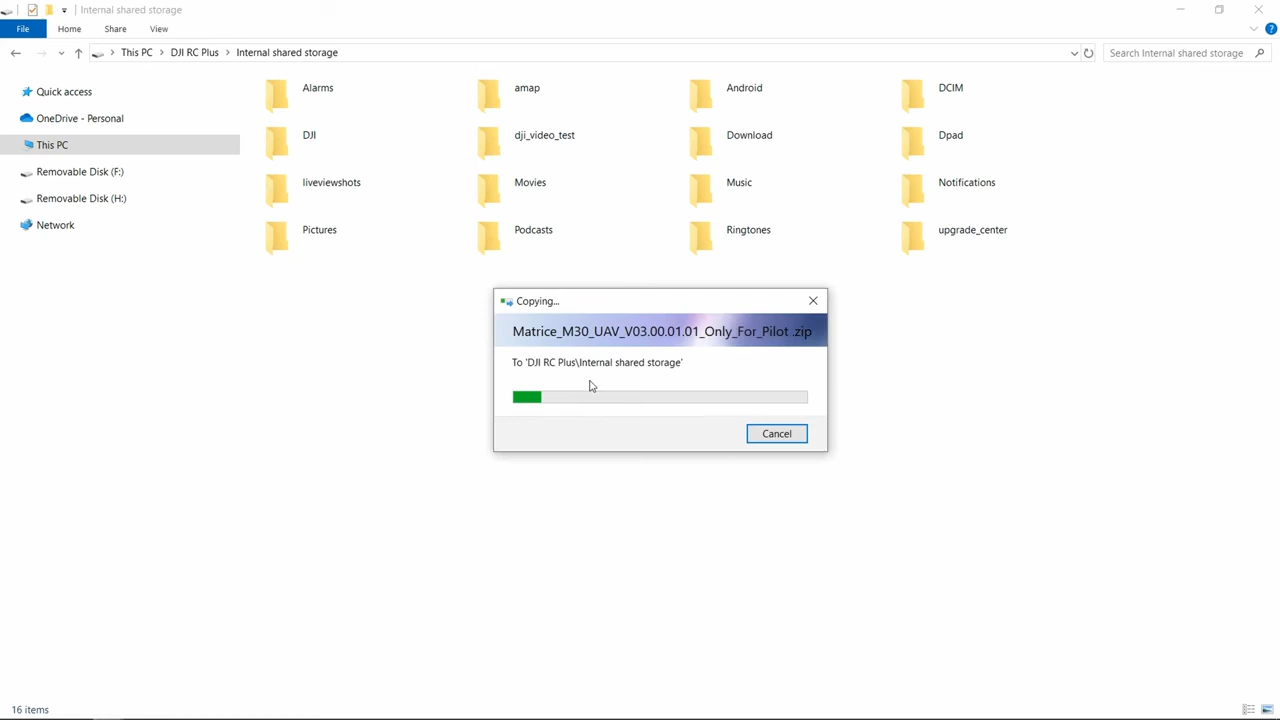 Internal shared storage
File Home Share View
This PC DJI RC Plus Internal shared storage
Search Internal shared storage
Quick access
OneDrive - Personal
This PC
Removable Disk (F:)
Removable Disk (H:)
Network
Alarms amap Android DCIM
DJI dji_video_test Download Dpad
liveviewshots Movies Music Notifications
Pictures Podcasts Ringtones upgrade_center
Copying...
Matrice_M30_UAV_V03.00.01.01_Only_For_Pilot .zip
To 'DJI RC Plus\Internal shared storage'
Cancel
16 items